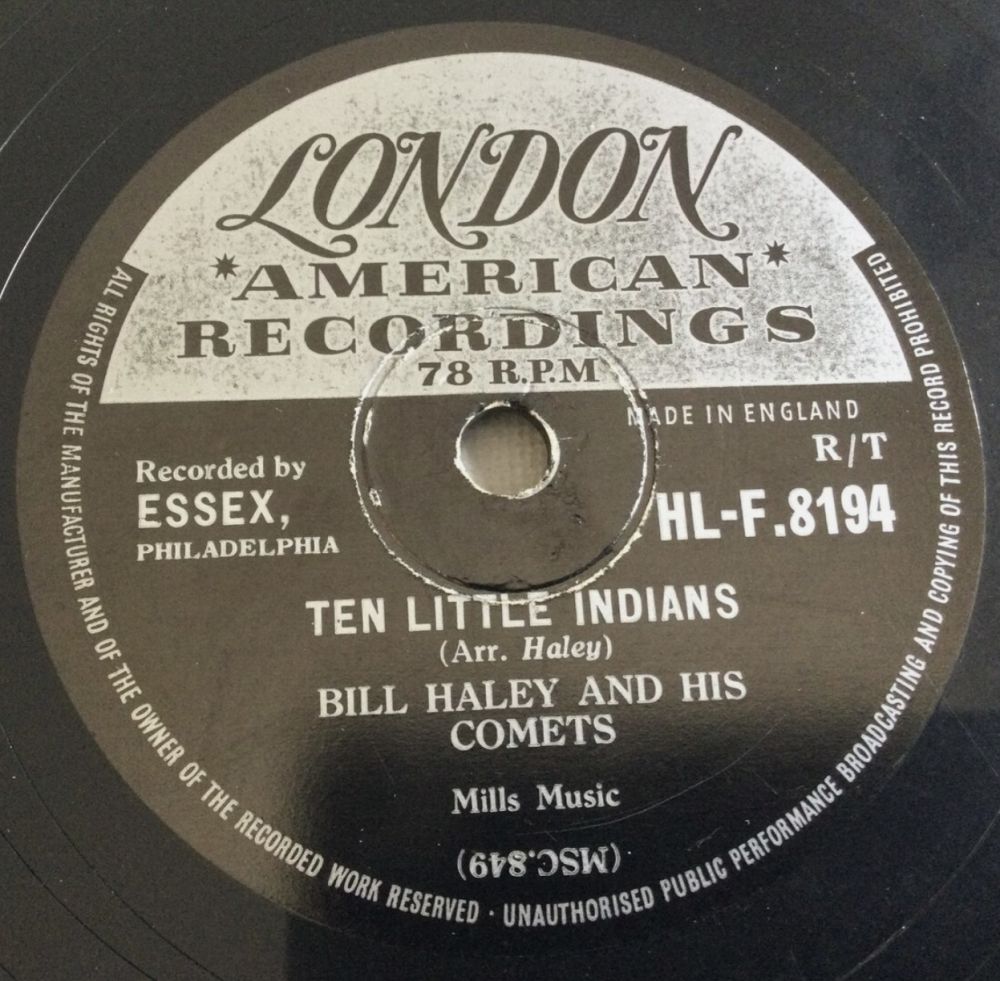 LONDON
*AMERICAN*
RECORDINGS
78 R.P.M
MADE IN ENGLAND
R/T
Recorded by
ESSEX,
PHILADELPHIA
HL-F.8194
TEN LITTLE INDIANS
(Arr. Haley)
BILL HALEY AND HIS
COMETS
Mills Music
(MSC.849)
ALL RIGHTS OF THE MANUFACTURER AND OF THE OWNER OF THE RECORDED WORK RESERVED · UNAUTHORISED PUBLIC PERFORMANCE BROADCASTING AND COPYING OF THIS RECORD PROHIBITED